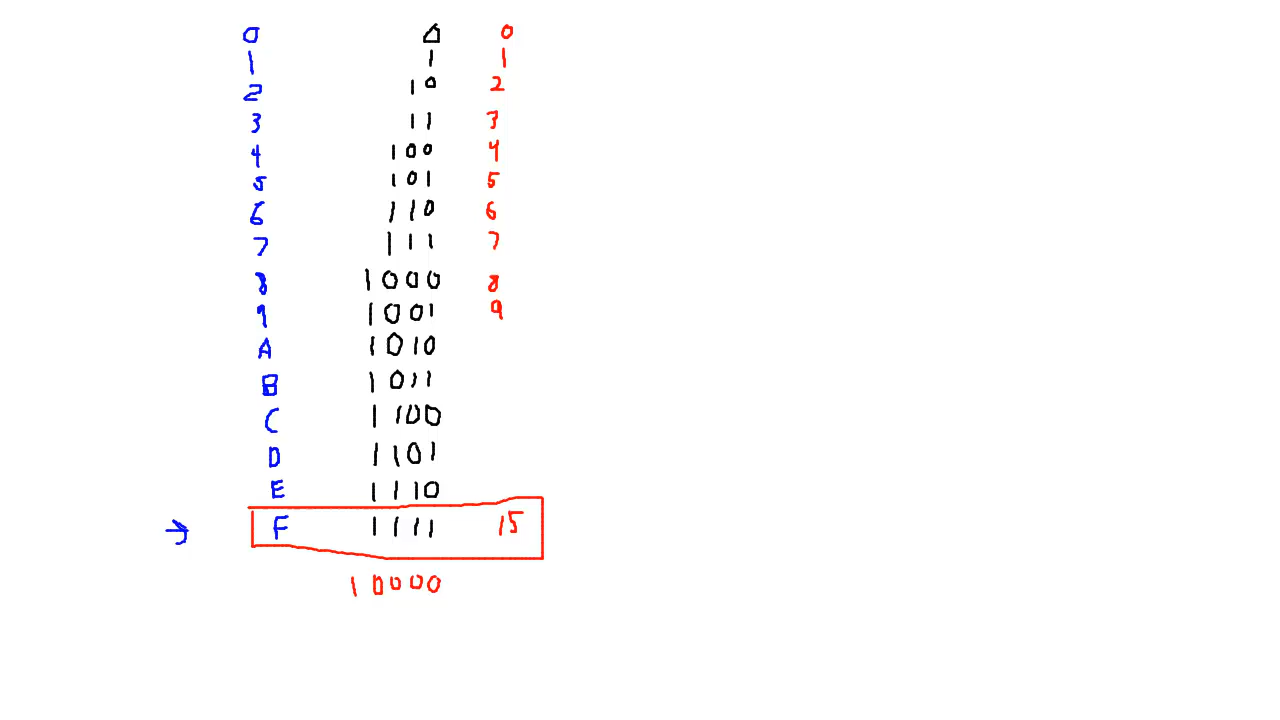 0 0 0
1 1 1
2 10 2
3 11 3
4 100 4
5 101 5
6 110 6
7 111 7
8 1000 8
9 1001 9
A 1010
B 1011
C 1100
D 1101
E 1110
→ F 1111 15
10000